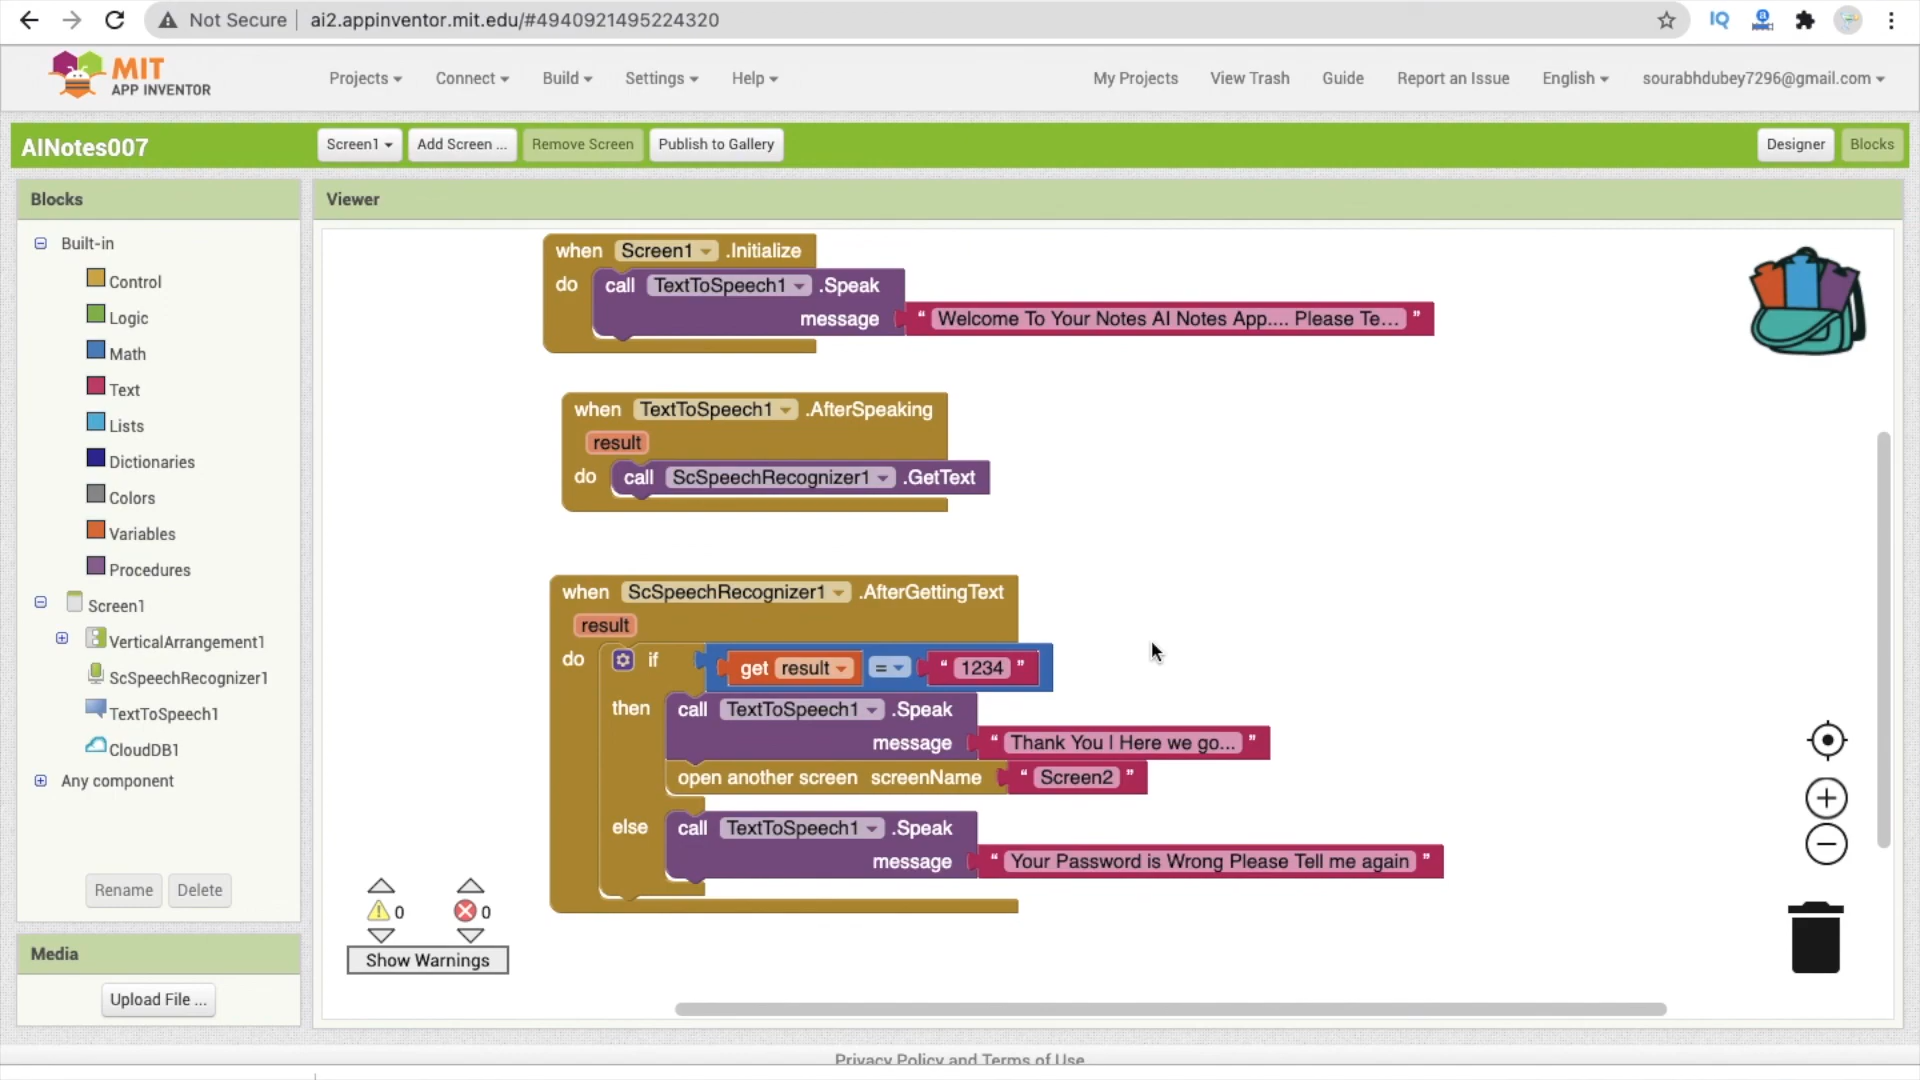 Not Secure ai2.appinventor.mit.edu/#4940921495224320
IQ
MIT
APP INVENTOR
Projects Connect Build Settings Help My Projects View Trash Guide Report an Issue English sourabhdubey7296@gmail.com
AINotes007
Screen1 Add Screen ... Remove Screen Publish to Gallery Designer Blocks
Blocks
Viewer
Built-in
Control
Logic
Math
Text
Lists
Dictionaries
Colors
Variables
Procedures
Screen1
VerticalArrangement1
ScSpeechRecognizer1
TextToSpeech1
CloudDB1
Any component
Rename Delete
Media
Upload File ...
when Screen1 .Initialize
do call TextToSpeech1 .Speak
message “ Welcome To Your Notes AI Notes App.... Please Te... ”
when TextToSpeech1 .AfterSpeaking
result
do call ScSpeechRecognizer1 .GetText
when ScSpeechRecognizer1 .AfterGettingText
result
do if get result = “ 1234 ”
then call TextToSpeech1 .Speak
message “ Thank You | Here we go... ”
open another screen screenName “ Screen2 ”
else call TextToSpeech1 .Speak
message “ Your Password is Wrong Please Tell me again ”
0 0
Show Warnings
Privacy Policy and Terms of Use